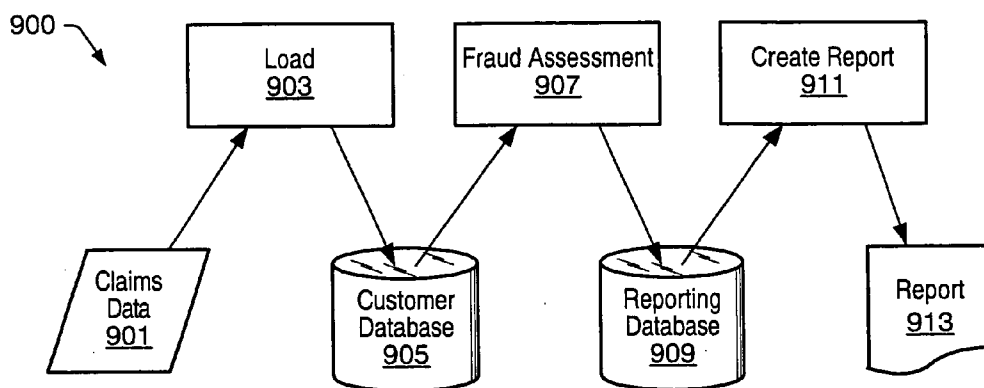 900
Load
903
Fraud Assessment
907
Create Report
911
Claims
Data
901
Customer
Database
905
Reporting
Database
909
Report
913